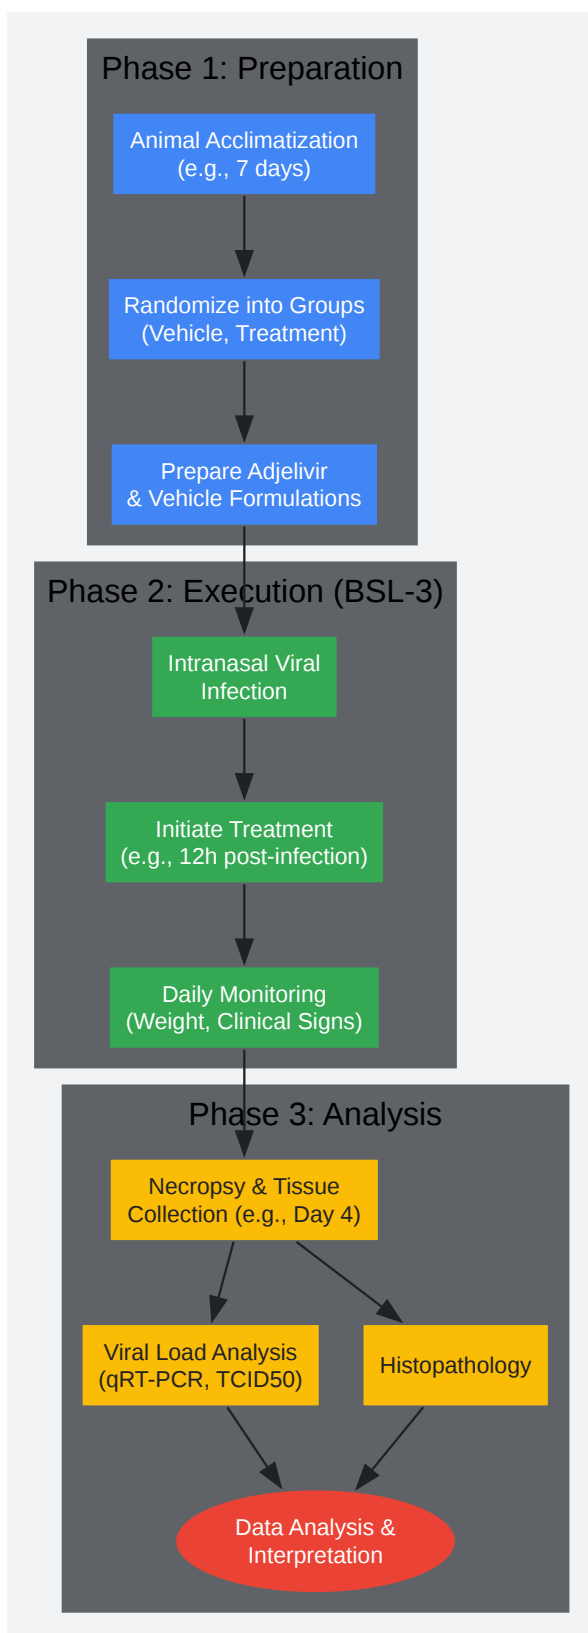 Phase 1: Preparation
Animal Acclimatization
(e.g., 7 days)
Randomize into Groups
(Vehicle, Treatment)
Prepare Adjelivir
& Vehicle Formulations
Phase 2: Execution (BSL-3)
Intranasal Viral
Infection
Initiate Treatment
(e.g., 12h post-infection)
Daily Monitoring
(Weight, Clinical Signs)
Phase 3: Analysis
Necropsy & Tissue
Collection (e.g., Day 4)
Viral Load Analysis
(qRT-PCR, TCID50)
Histopathology
Data Analysis &
Interpretation